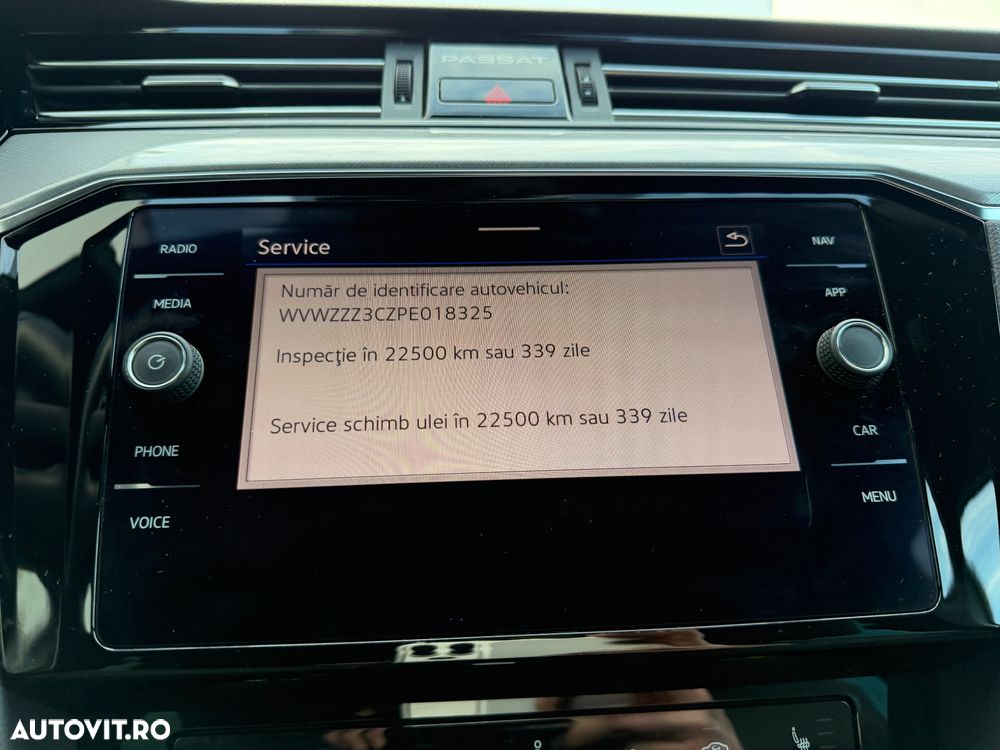 PASSAT
RADIO
MEDIA
PHONE
VOICE
Service
Număr de identificare autovehicul:
WVWZZZ3CZPE018325
Inspecţie în 22500 km sau 339 zile
Service schimb ulei în 22500 km sau 339 zile
NAV
APP
CAR
MENU
AUTOVIT.RO